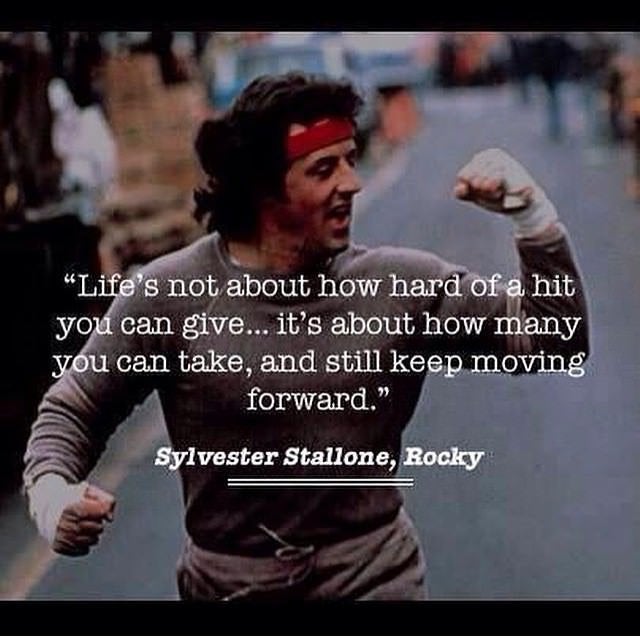 “Life’s not about how hard of a hit
you can give... it’s about how many
you can take, and still keep moving
forward.”
Sylvester Stallone, Rocky